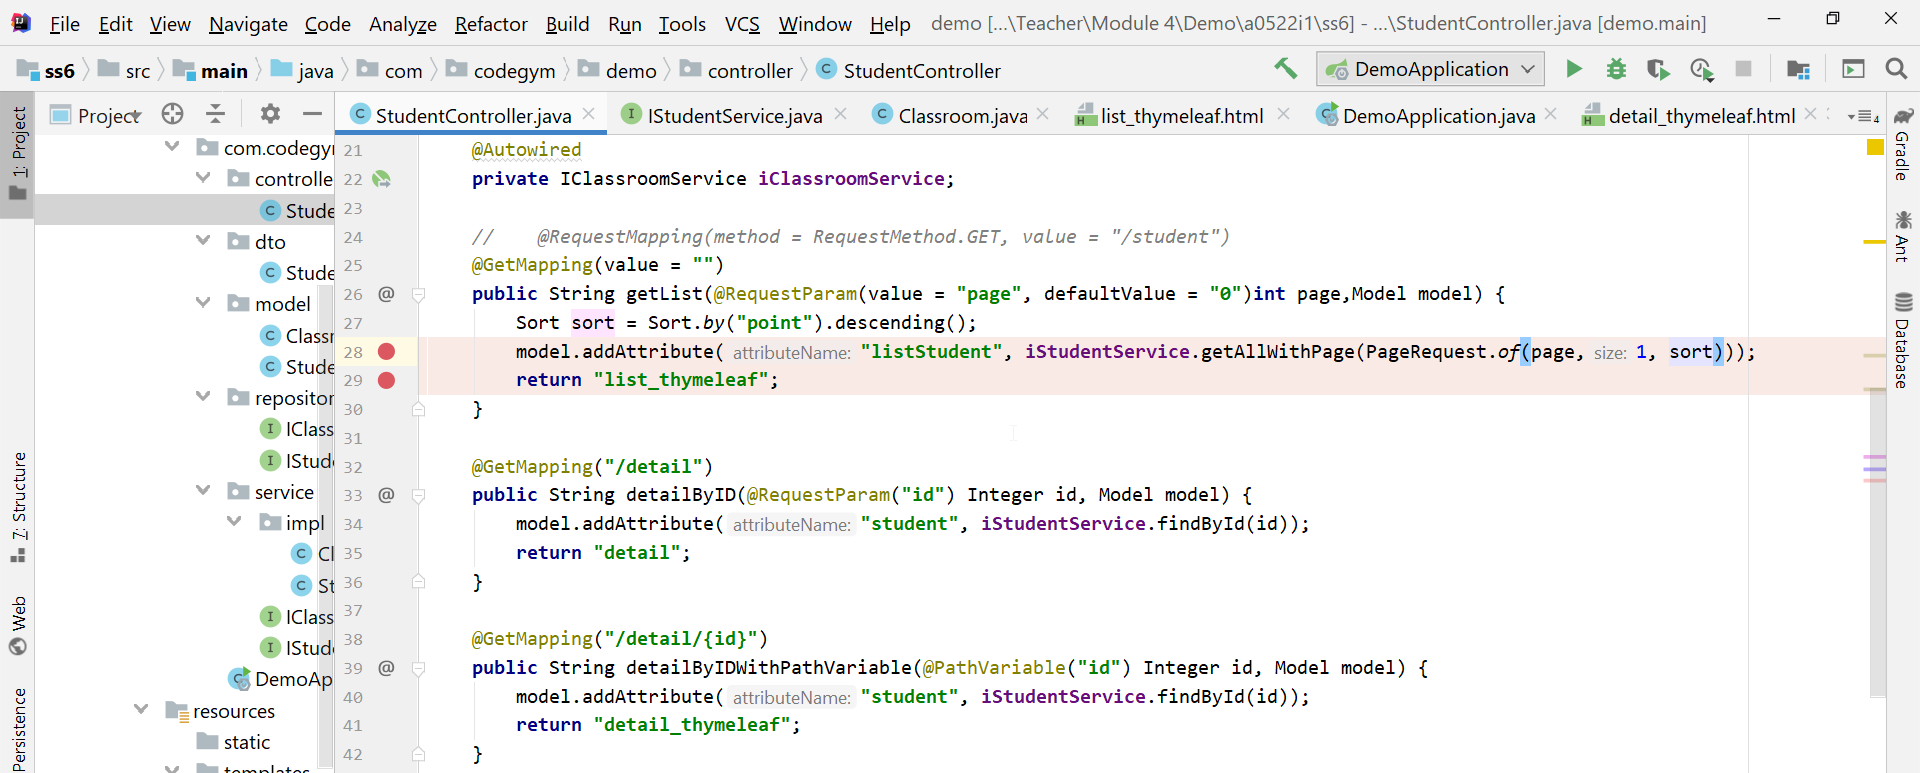 File Edit View Navigate Code Analyze Refactor Build Run Tools VCS Window Help demo [...\Teacher\Module 4\Demo\a0522i1\ss6] - ...\StudentController.java [demo.main]
ss6 src main java com codegym demo controller StudentController DemoApplication
Project StudentController.java IStudentService.java Classroom.java list_thymeleaf.html DemoApplication.java detail_thymeleaf.html 4
1: Project
7: Structure
Web
Persistence
com.codegy
controlle
Stude
dto
Stude
model
Classr
Stude
repositor
IClass
IStude
service
impl
Cl
St
IClass
IStude
DemoAp
resources
static
templates
21 @Autowired
22 private IClassroomService iClassroomService;
23
24 //    @RequestMapping(method = RequestMethod.GET, value = "/student")
25 @GetMapping(value = "")
26 @ public String getList(@RequestParam(value = "page", defaultValue = "0")int page,Model model) {
27 Sort sort = Sort.by("point").descending();
28 model.addAttribute( attributeName: "listStudent", iStudentService.getAllWithPage(PageRequest.of(page, size: 1, sort)));
29 return "list_thymeleaf";
30 }
31
32 @GetMapping("/detail")
33 @ public String detailByID(@RequestParam("id") Integer id, Model model) {
34 model.addAttribute( attributeName: "student", iStudentService.findById(id));
35 return "detail";
36 }
37
38 @GetMapping("/detail/{id}")
39 @ public String detailByIDWithPathVariable(@PathVariable("id") Integer id, Model model) {
40 model.addAttribute( attributeName: "student", iStudentService.findById(id));
41 return "detail_thymeleaf";
42 }
Gradle
Ant
Database